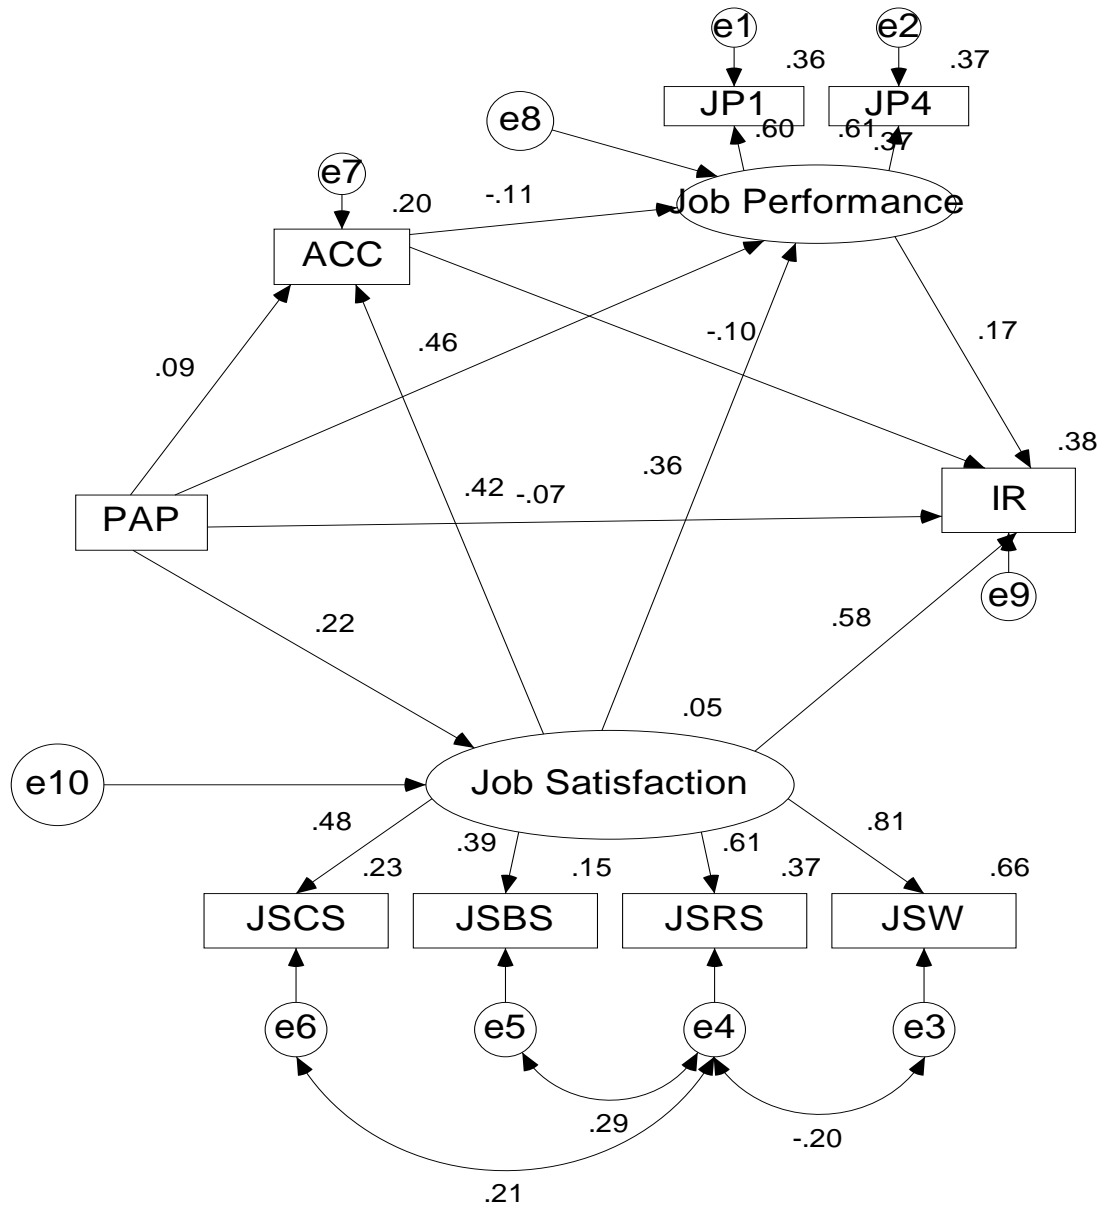 e1
e2
.36
.37
JP1
JP4
e8
.60
.61
.37
e7
.20
-.11
Job Performance
ACC
.46
-.10
.17
.09
.38
.42
-.07
.36
IR
PAP
e9
.22
.58
.05
e10
Job Satisfaction
.48
.39
.61
.81
.23
.15
.37
.66
JSCS
JSBS
JSRS
JSW
e6
e5
e4
e3
.29
-.20
.21